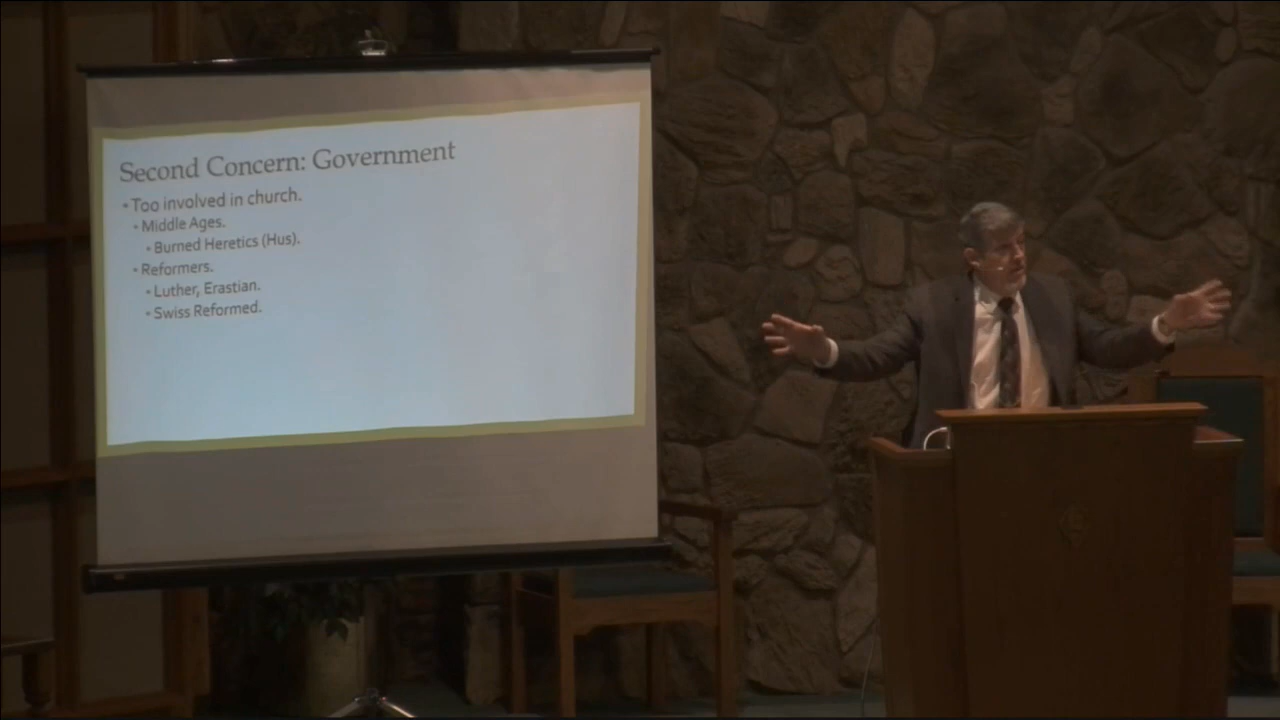 Second Concern: Government
• Too involved in church.
• Middle Ages.
• Burned Heretics (Hus).
• Reformers.
• Luther, Erastian.
• Swiss Reformed.